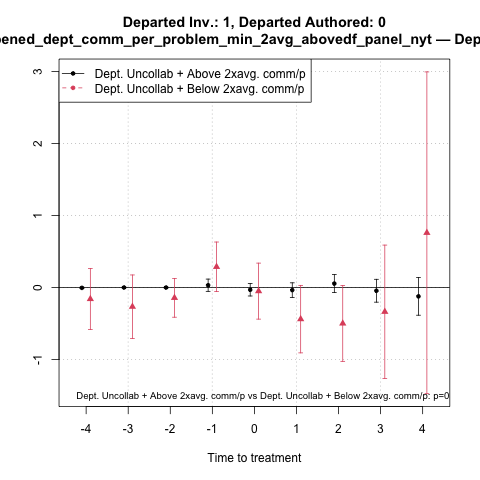 Departed Inv.: 1, Departed Authored: 0
ened_dept_comm_per_problem_min_2avg_abovedf_panel_nyt — Dep
Dept. Uncollab + Above 2xavg. comm/p
Dept. Uncollab + Below 2xavg. comm/p
3
2
1
0
-1
Dept. Uncollab + Above 2xavg. comm/p vs Dept. Uncollab + Below 2xavg. comm/p: p=0
-4 -3 -2 -1 0 1 2 3 4
Time to treatment